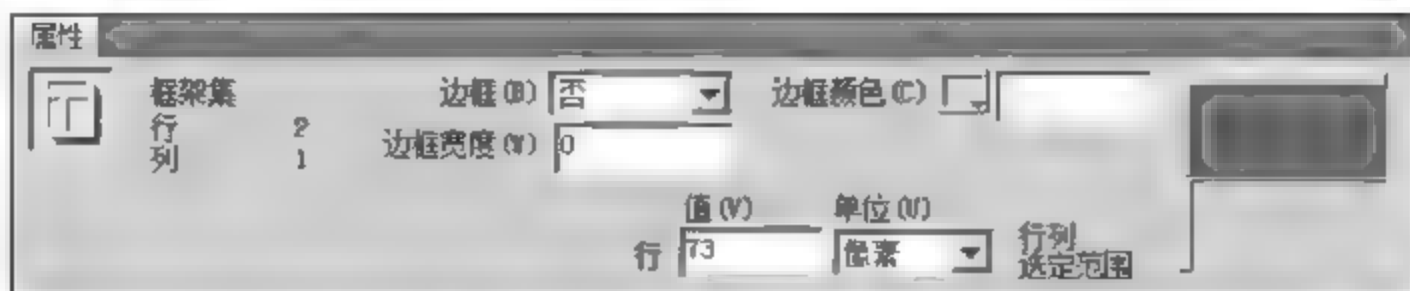 属性
框架集 边框(B) 否 边框颜色(C)
行 2 边框宽度(W) 0
列 1
值(V) 单位(U)
行 73 像素 行列
选定范围